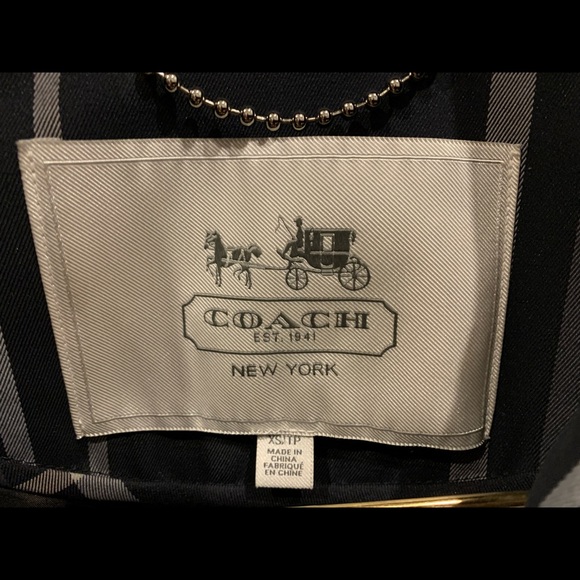 COACH
EST. 1941
NEW YORK
XS/TP
MADE IN
CHINA
FABRIQUÉ
EN CHINE